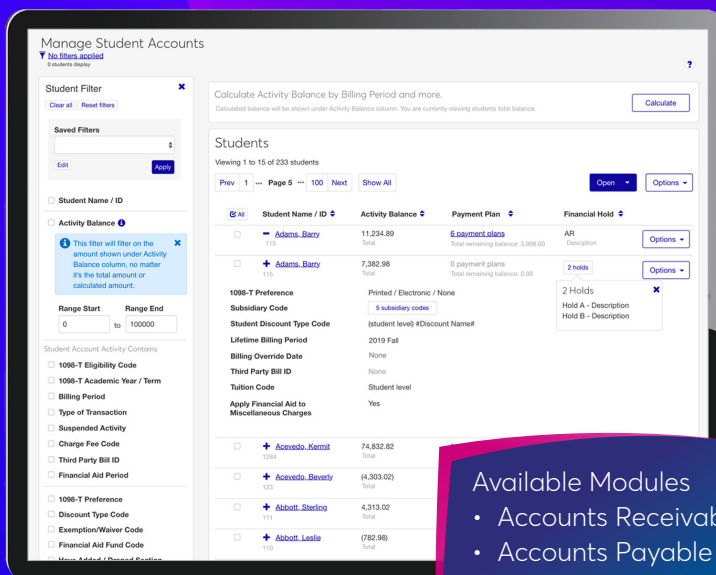 Manage Student Accounts
No filters applied
0 students display
?
Student Filter
Clear all Reset filters
Saved Filters
Edit Apply
Student Name / ID
Activity Balance
This filter will filter on the
amount shown under Activity
Balance column, no matter
it's the total amount or
calculated amount.
Range Start Range End
0 to 100000
Student Account Activity Contains
1098-T Eligibility Code
1098-T Academic Year / Term
Billing Period
Type of Transaction
Suspended Activity
Charge Fee Code
Third Party Bill ID
Financial Aid Period
1098-T Preference
Discount Type Code
Exemption/Waiver Code
Financial Aid Fund Code
Calculate Activity Balance by Billing Period and more.
Calculated balance will be shown under Activity Balance column. You are currently viewing students total balance.
Calculate
Students
Viewing 1 to 15 of 233 students
Prev 1 ... Page 5 ... 100 Next Show All Open Options
All Student Name / ID Activity Balance Payment Plan Financial Hold
Adams, Barry 11,234.89 6 payment plans AR Options
115 Total Total remaining balance: 3,909.00
Adams, Barry 7,382.98 0 payment plans 2 holds Options
115 Total Total remaining balance: 0.00
2 Holds
Hold A - Description
Hold B - Description
1098-T Preference Printed / Electronic / None
Subsidiary Code 5 subsidiary codes
Student Discount Type Code (student level) #Discount Name#
Lifetime Billing Period 2019 Fall
Billing Override Date None
Third Party Bill ID None
Tuition Code Student level
Apply Financial Aid to Yes
Miscellaneous Charges
Acevedo, Kermit 74,832.82
1284 Total
Acevedo, Beverly (4,303.02)
123 Total
Abbott, Sterling 4,313.02
111 Total
Abbott, Leslie (782.98)
110 Total
Available Modules
• Accounts Receivab
• Accounts Payable